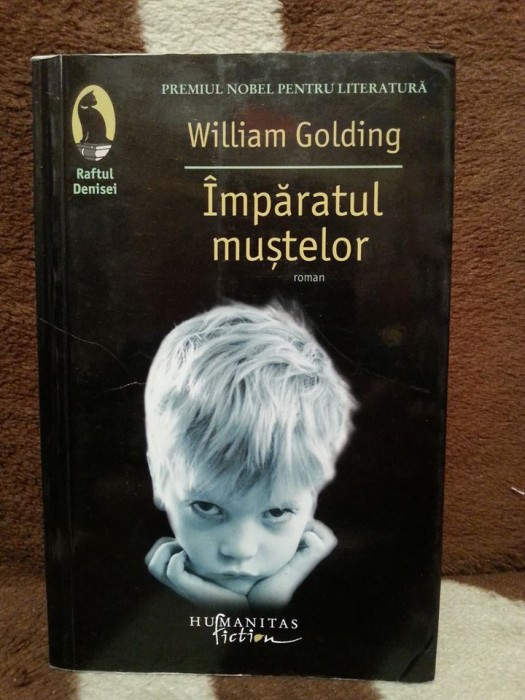 PREMIUL NOBEL PENTRU LITERATURĂ
William Golding
Raftul
Denisei
Împăratul
muștelor
roman
HUMANITAS
fiction